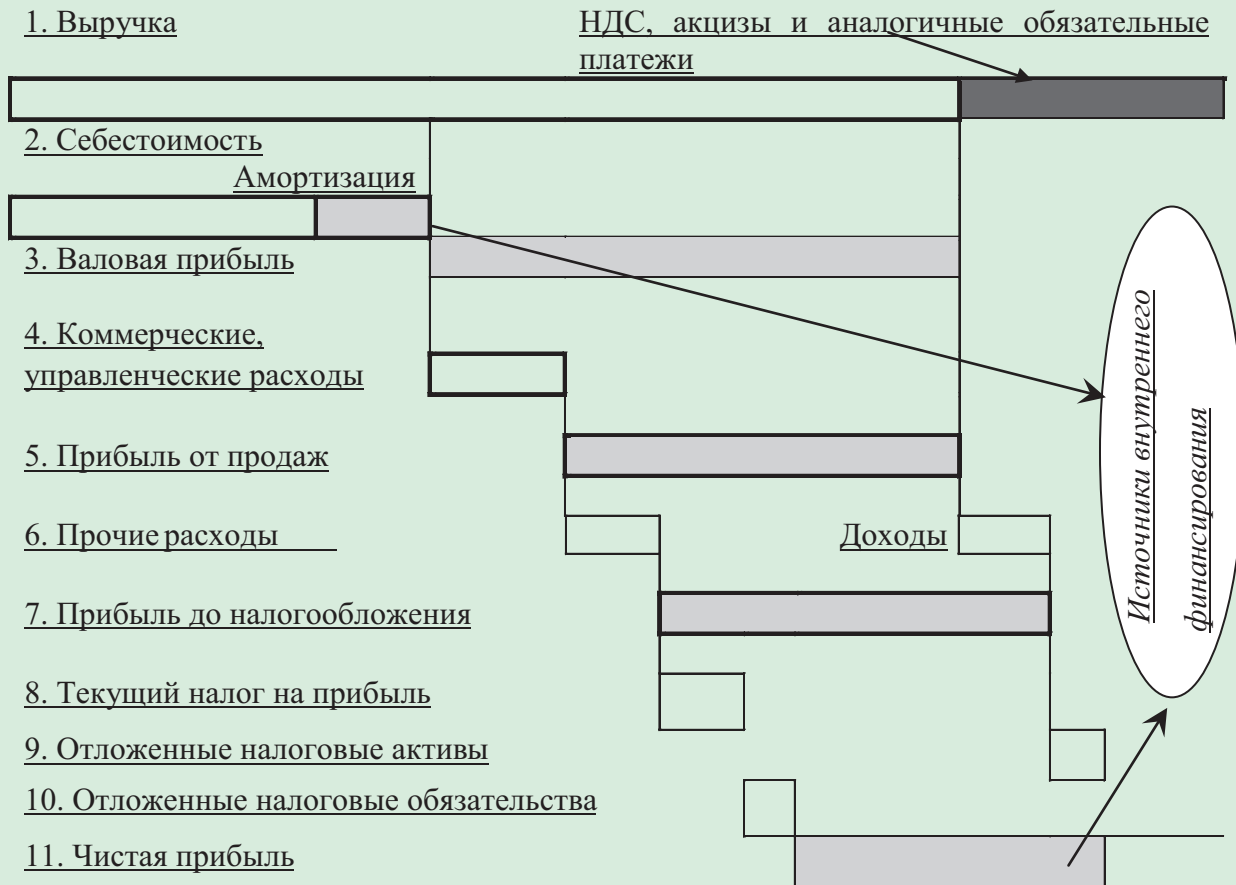 1. Выручка
НДС, акцизы и аналогичные обязательные
платежи
2. Себестоимость
Амортизация
3. Валовая прибыль
4. Коммерческие,
управленческие расходы
5. Прибыль от продаж
6. Прочие расходы
Доходы
7. Прибыль до налогообложения
8. Текущий налог на прибыль
9. Отложенные налоговые активы
10. Отложенные налоговые обязательства
11. Чистая прибыль
Источники внутреннего
финансирования